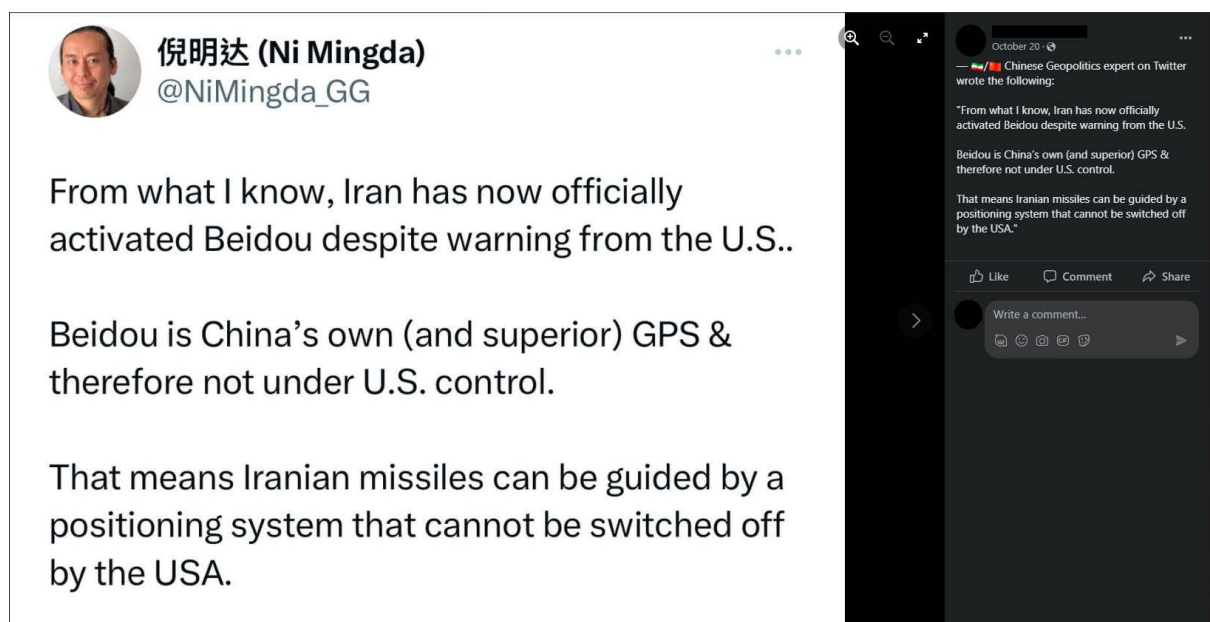 倪明达 (Ni Mingda)
@NiMingda_GG
From what I know, Iran has now officially
activated Beidou despite warning from the U.S..
Beidou is China’s own (and superior) GPS &
therefore not under U.S. control.
That means Iranian missiles can be guided by a
positioning system that cannot be switched off
by the USA.
October 20 ·
— 🇮🇷/🇨🇳 Chinese Geopolitics expert on Twitter
wrote the following:
"From what I know, Iran has now officially
activated Beidou despite warning from the U.S.
Beidou is China's own (and superior) GPS &
therefore not under U.S. control.
That means Iranian missiles can be guided by a
positioning system that cannot be switched off
by the USA."
Like Comment Share
Write a comment...
GIF